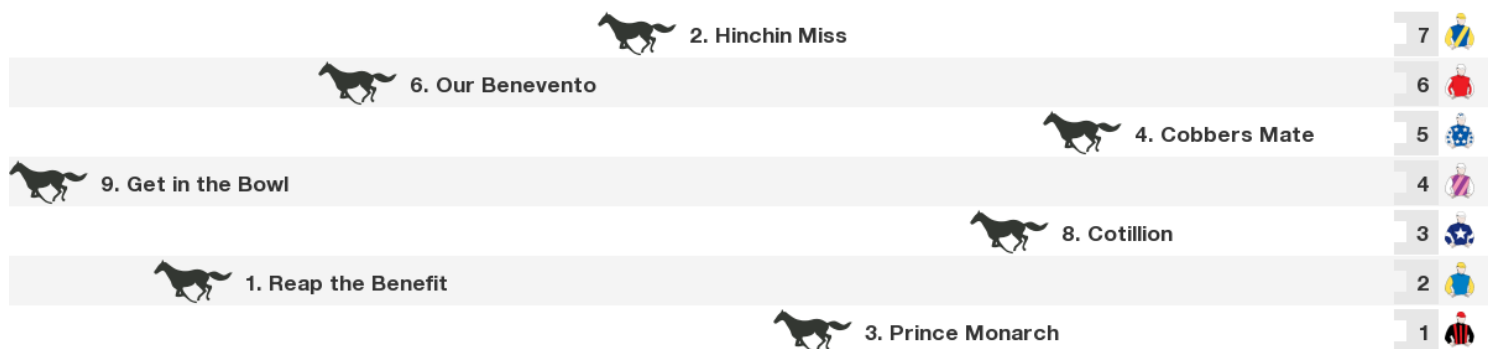 2. Hinchin Miss 7
6. Our Benevento 6
4. Cobbers Mate 5
9. Get in the Bowl 4
8. Cotillion 3
1. Reap the Benefit 2
3. Prince Monarch 1